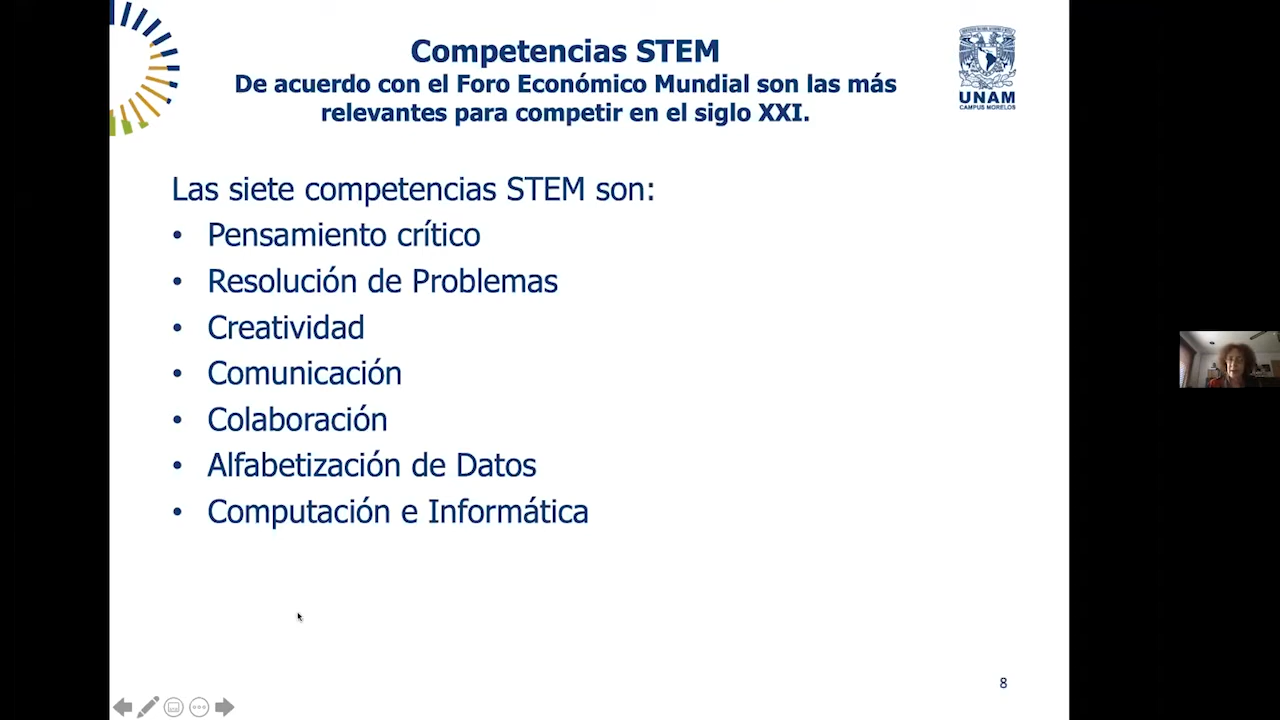 Competencias STEM
De acuerdo con el Foro Económico Mundial son las más
relevantes para competir en el siglo XXI.
UNAM
CAMPUS MORELOS
Las siete competencias STEM son:
• Pensamiento crítico
• Resolución de Problemas
• Creatividad
• Comunicación
• Colaboración
• Alfabetización de Datos
• Computación e Informática
8